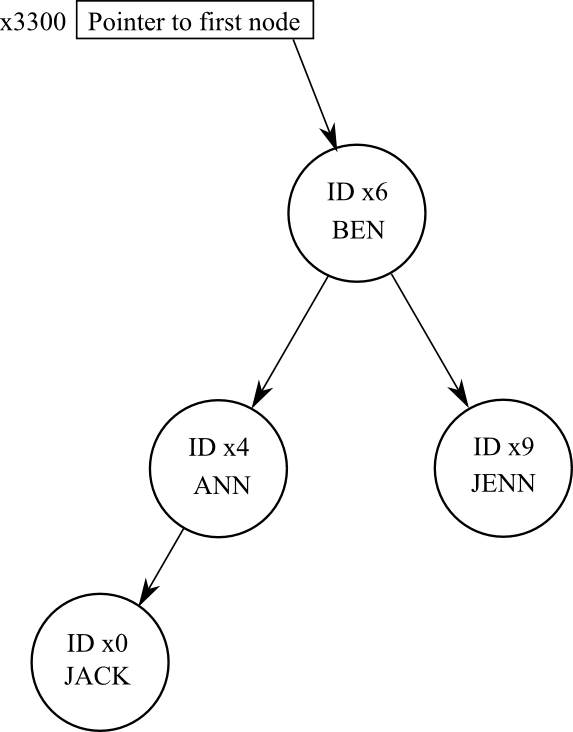 x3300 Pointer to first node
ID x6
BEN
ID x4
ANN
ID x9
JENN
ID x0
JACK